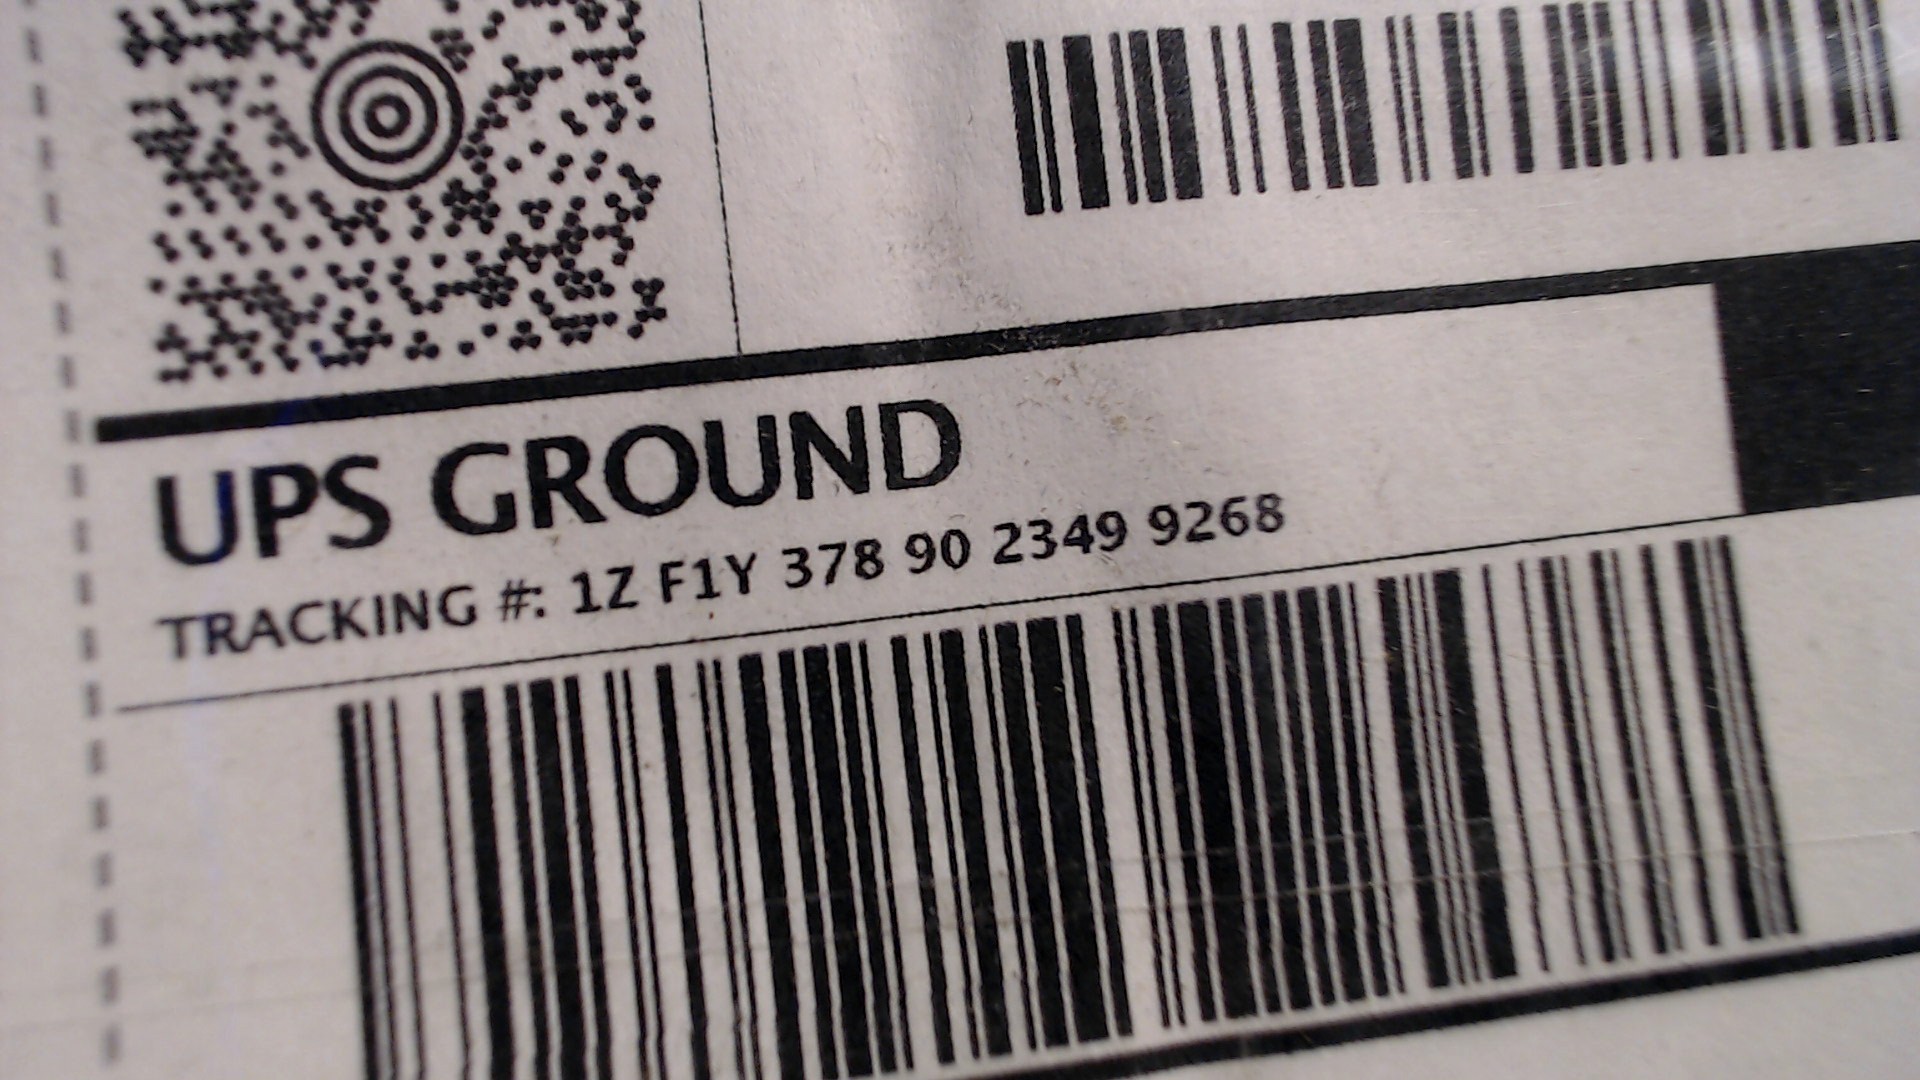 UPS GROUND
TRACKING #: 1Z F1Y 378 90 2349 9268